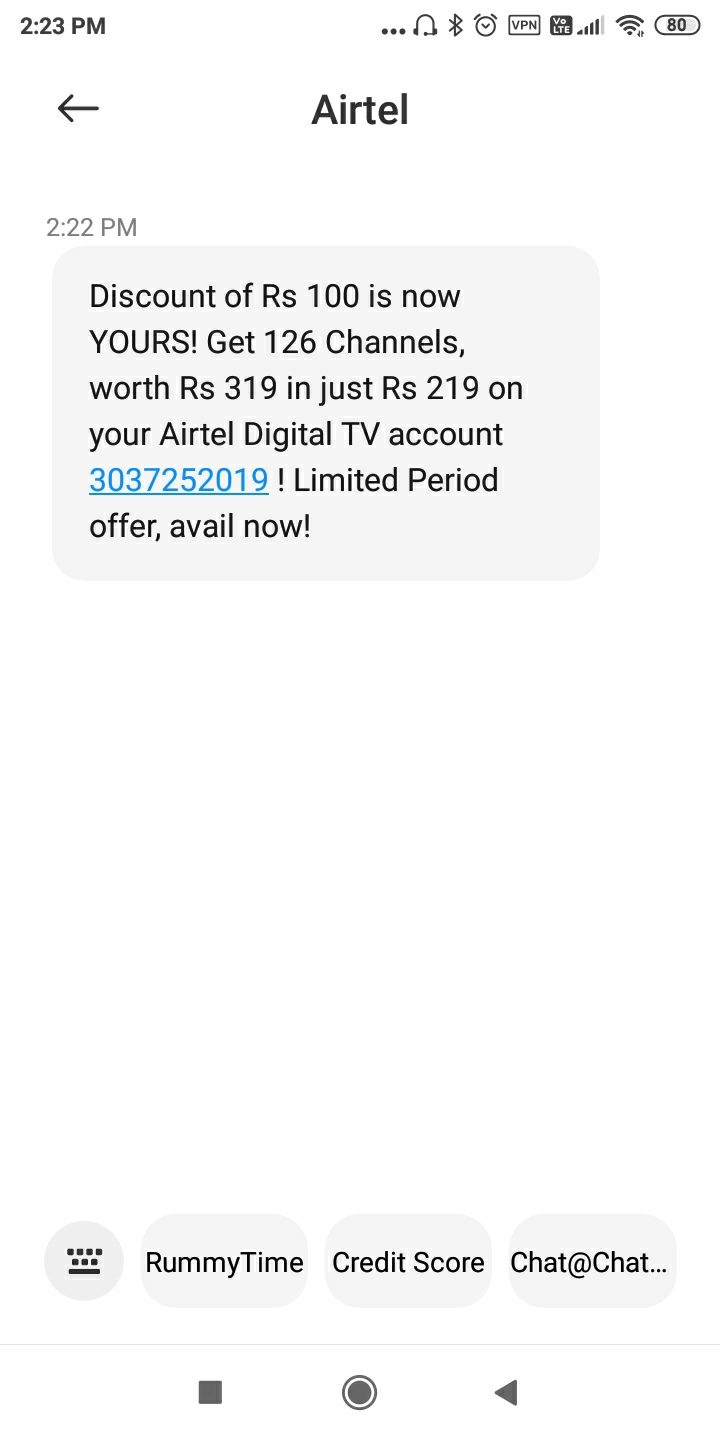 2:23 PM
VPN
Vo
LTE
80
Airtel
2:22 PM
Discount of Rs 100 is now
YOURS! Get 126 Channels,
worth Rs 319 in just Rs 219 on
your Airtel Digital TV account
3037252019 ! Limited Period
offer, avail now!
RummyTime
Credit Score
Chat@Chat...